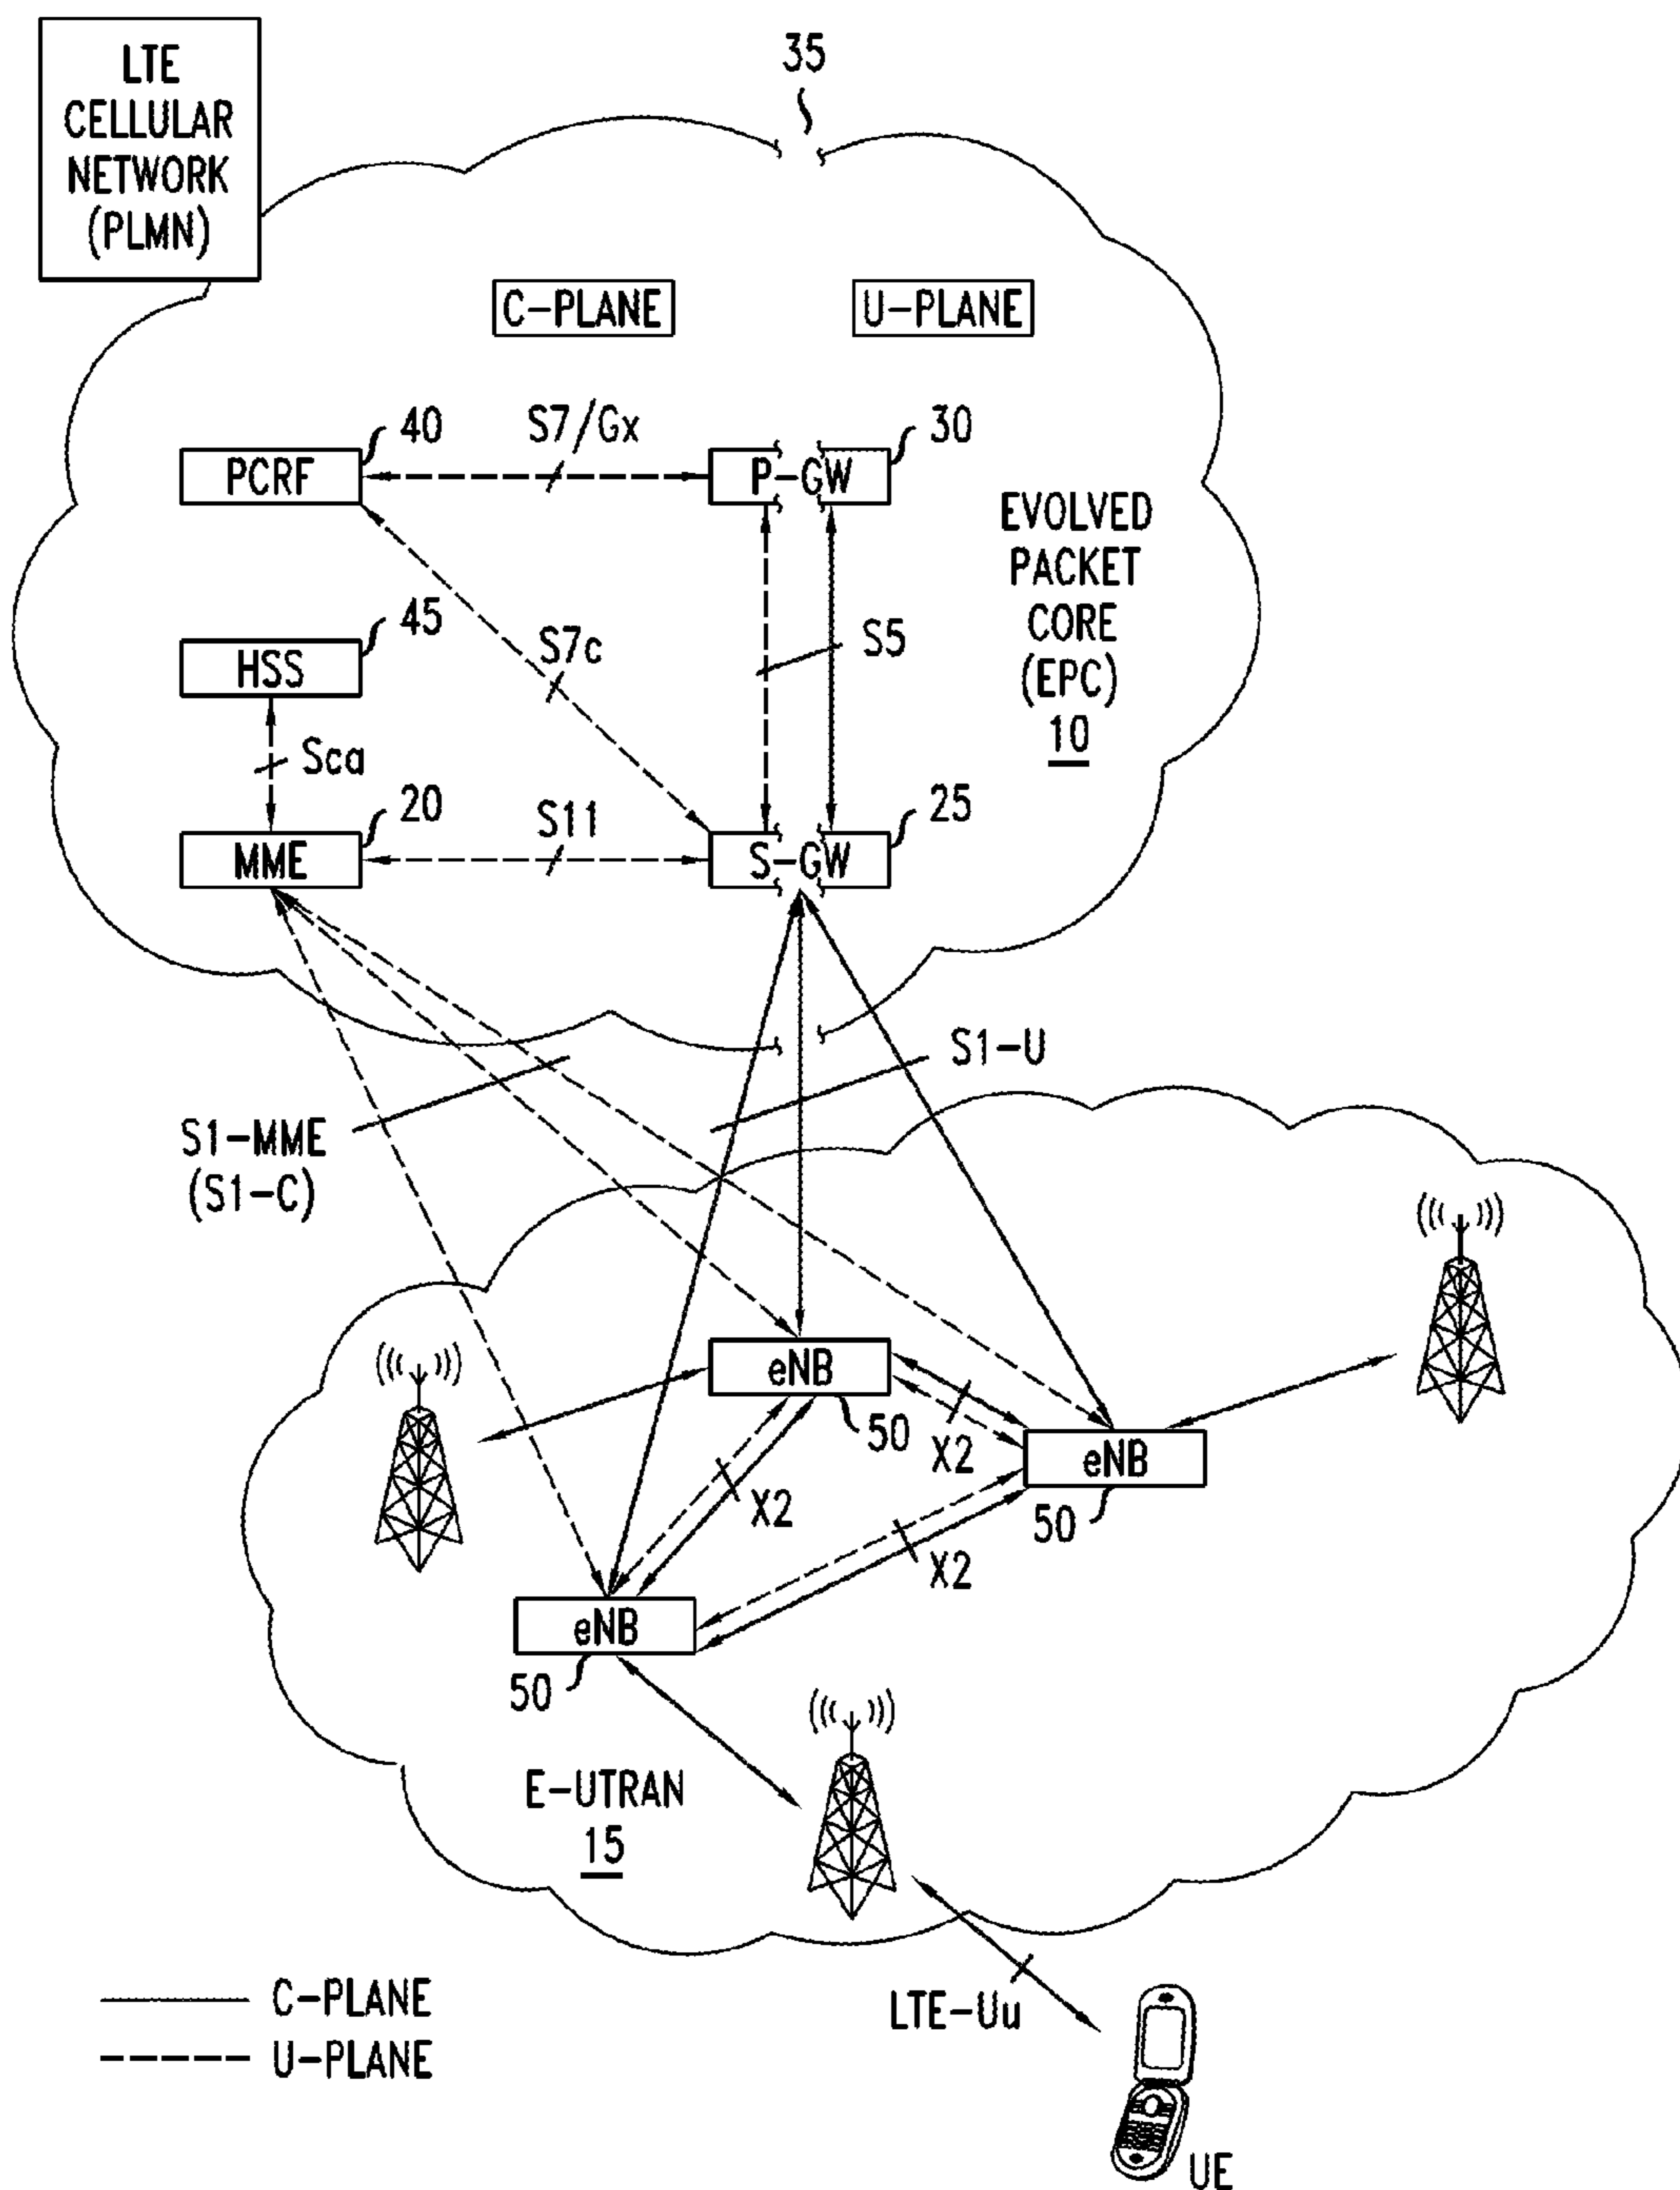 LTE
CELLULAR
NETWORK
(PLMN)
35
C-PLANE
U-PLANE
40
S7/Gx
30
PCRF
P-GW
EVOLVED
PACKET
CORE
(EPC)
10
45
HSS
S7c
S5
Sca
20
S11
25
MME
S-GW
S1-U
S1-MME
(S1-C)
eNB
50
X2
eNB
50
X2
X2
eNB
50
E-UTRAN
15
LTE-Uu
C-PLANE
U-PLANE
UE